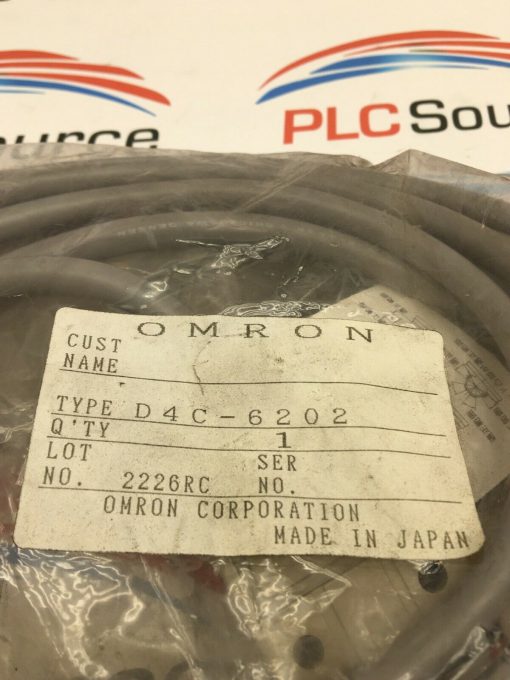 PLC Sou
ource
OMRON
CUST
NAME
TYPE D4C-6202
Q'TY 1
LOT SER
NO. 2226RC NO.
OMRON CORPORATION
MADE IN JAPAN